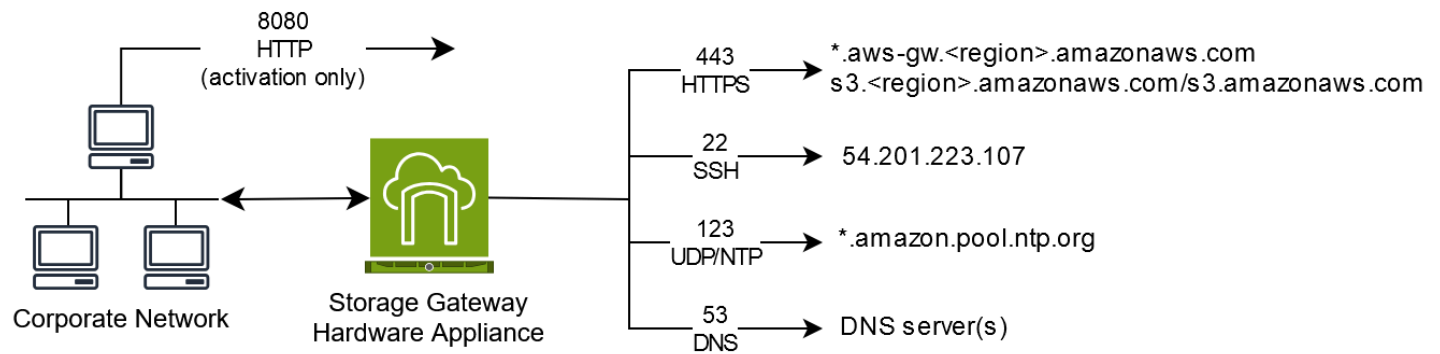 8080
HTTP
(activation only)
443
HTTPS
*.aws-gw.<region>.amazonaws.com
s3.<region>.amazonaws.com/s3.amazonaws.com
22
SSH
54.201.223.107
123
UDP/NTP
*.amazon.pool.ntp.org
53
DNS
DNS server(s)
Corporate Network
Storage Gateway
Hardware Appliance